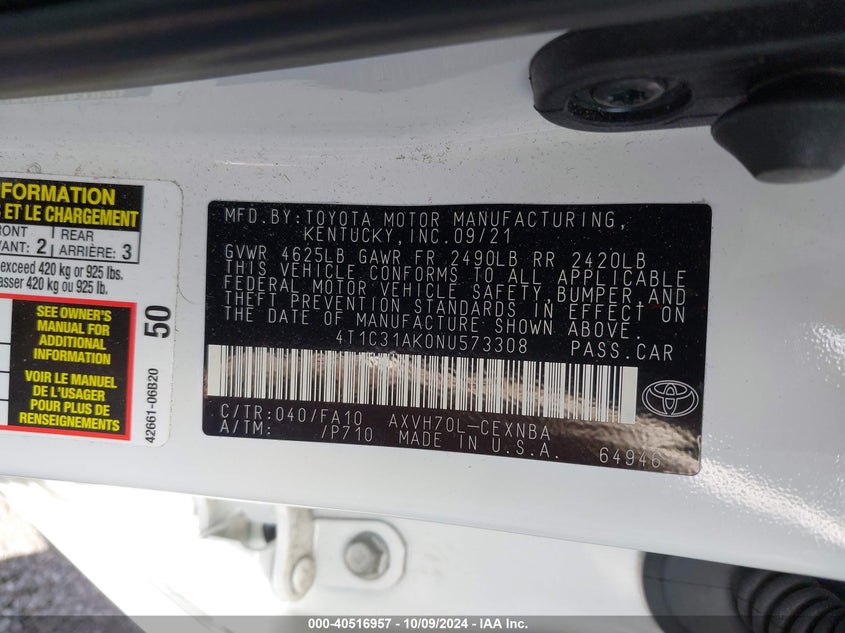 FORMATION
S ET LE CHARGEMENT
RONT
VANT: 2
REAR
ARRIÈRE: 3
exceed 420 kg or 925 lbs.
asser 420 kg ou 925 lb.
SEE OWNER'S
MANUAL FOR
ADDITIONAL
INFORMATION
VOIR LE MANUEL
DE L'USAGER
POUR PLUS DE
RENSEIGNEMENTS
50
42661-06B20
MFD.BY:TOYOTA MOTOR MANUFACTURING,
KENTUCKY,INC.09/21
GVWR 4625LB GAWR FR 2490LB RR 2420LB
THIS VEHICLE CONFORMS TO ALL APPLICABLE
FEDERAL MOTOR VEHICLE SAFETY,BUMPER,AND
THEFT PREVENTION STANDARDS IN EFFECT ON
THE DATE OF MANUFACTURE SHOWN ABOVE.
4T1C31AK0NU573308 PASS.CAR
C/TR:040/FA10 AXVH70L-CEXNBA
A/TM: /P710 MADE IN U.S.A. 64946
000-40516957 - 10/09/2024 - IAA Inc.